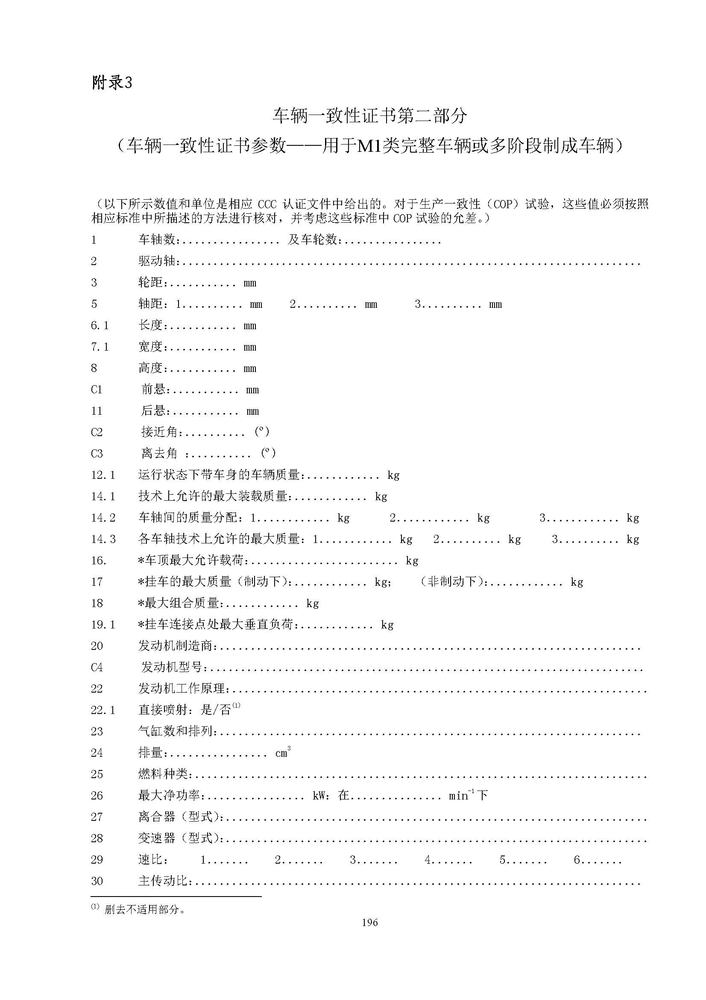 附录3
车辆一致性证书第二部分
（车辆一致性证书参数——用于M1类完整车辆或多阶段制成车辆）
（以下所示数值和单位是相应 CCC 认证文件中给出的。对于生产一致性（COP）试验，这些值必须按照
相应标准中所描述的方法进行核对，并考虑这些标准中 COP 试验的允差。）
1 车轴数:................ 及车轮数:................
2 驱动轴:..........................................................................
3 轮距:........... mm
5 轴距: 1.......... mm 2.......... mm 3.......... mm
6.1 长度:........... mm
7.1 宽度:........... mm
8 高度:........... mm
C1 前悬:........... mm
11 后悬:........... mm
C2 接近角:.......... (º)
C3 离去角 :.......... (º)
12.1 运行状态下带车身的车辆质量:............ kg
14.1 技术上允许的最大装载质量:............ kg
14.2 车轴间的质量分配: 1............ kg 2............ kg 3............ kg
14.3 各车轴技术上允许的最大质量: 1............ kg 2.......... kg 3.......... kg
16. *车顶最大允许载荷:........................ kg
17 *挂车的最大质量（制动下）:............ kg; （非制动下）:............ kg
18 *最大组合质量:............ kg
19.1 *挂车连接点处最大垂直负荷:............ kg
20 发动机制造商:....................................................................
C4 发动机型号:......................................................................
22 发动机工作原理:...................................................................
22.1 直接喷射: 是/否⁽¹⁾
23 气缸数和排列:....................................................................
24 排量:................ cm³
25 燃料种类:.........................................................................
26 最大净功率:................ kW: 在............... min⁻¹下
27 离合器（型式）:....................................................................
28 变速器（型式）:....................................................................
29 速比: 1....... 2....... 3....... 4....... 5....... 6.......
30 主传动比:........................................................................
⁽¹⁾ 删去不适用部分。
196